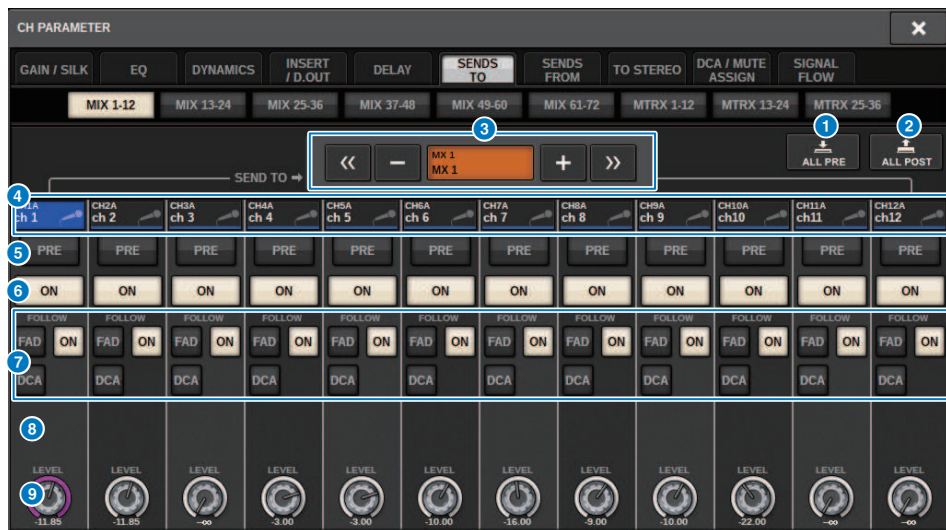 CH PARAMETER
GAIN / SILK EQ DYNAMICS INSERT / D.OUT DELAY SENDS TO SENDS FROM TO STEREO DCA / MUTE ASSIGN SIGNAL FLOW
MIX 1-12 MIX 13-24 MIX 25-36 MIX 37-48 MIX 49-60 MIX 61-72 MTRX 1-12 MTRX 13-24 MTRX 25-36
3 1 2
MX 1
MX 1
ALL PRE ALL POST
SEND TO →
4
CH1A CH2A CH3A CH4A CH5A CH6A CH7A CH8A CH9A CH10A CH11A CH12A
ch 1 ch 2 ch 3 ch 4 ch 5 ch 6 ch 7 ch 8 ch 9 ch10 ch11 ch12
5 PRE PRE PRE PRE PRE PRE PRE PRE PRE PRE PRE PRE
6 ON ON ON ON ON ON ON ON ON ON ON ON
FOLLOW FOLLOW FOLLOW FOLLOW FOLLOW FOLLOW FOLLOW FOLLOW FOLLOW FOLLOW FOLLOW FOLLOW
FAD ON FAD ON FAD ON FAD ON FAD ON FAD ON FAD ON FAD ON FAD ON FAD ON FAD ON FAD ON
7
DCA DCA DCA DCA DCA DCA DCA DCA DCA DCA DCA DCA
8
LEVEL LEVEL LEVEL LEVEL LEVEL LEVEL LEVEL LEVEL LEVEL LEVEL LEVEL LEVEL
9
-11.85 -11.85 -∞ -3.00 -3.00 -10.00 -16.00 -9.00 -10.00 -22.00 -∞ -∞